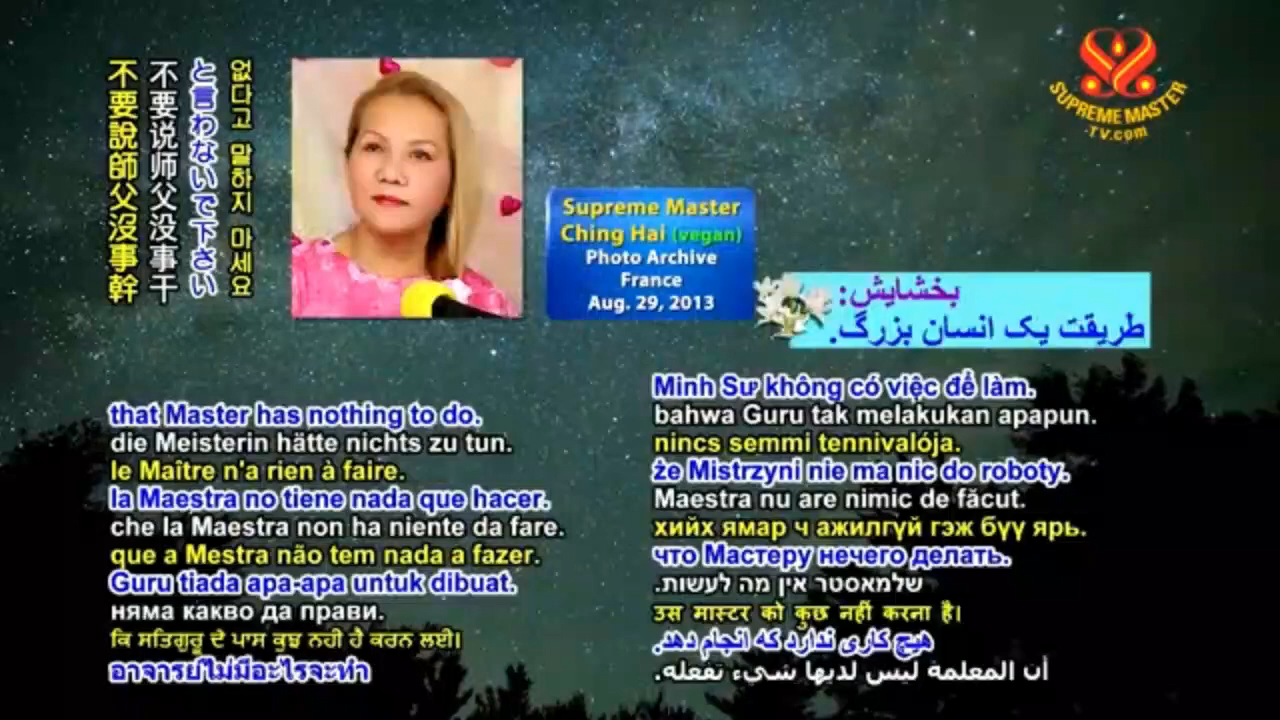 없다고 말하지 마세요
と言わないで下さい
不要说师父没事干
不要說師父沒事幹
SUPREME MASTER
TV.com
Supreme Master
Ching Hai (vegan)
Photo Archive
France
Aug. 29, 2013
بخشایش:
طریقت یک انسان بزرگ.
that Master has nothing to do.
die Meisterin hätte nichts zu tun.
le Maître n'a rien à faire.
la Maestra no tiene nada que hacer.
che la Maestra non ha niente da fare.
que a Mestra não tem nada a fazer.
Guru tiada apa-apa untuk dibuat.
няма какво да прави.
ਕਿ ਸਤਿਗੁਰੂ ਦੇ ਪਾਸ ਕੁਝ ਨਹੀ ਹੈ ਕਰਨ ਲਈ।
อาจารย์ไม่มีอะไรจะทำ
Minh Sư không có việc để làm.
bahwa Guru tak melakukan apapun.
nincs semmi tennivalója.
że Mistrzyni nie ma nic do roboty.
Maestra nu are nimic de făcut.
хийх ямар ч ажилгүй гэж бүү ярь.
что Мастеру нечего делать.
שלמאסטר אין מה לעשות.
उस मास्टर को कुछ नहीं करना है।
هیچ کاری ندارد که انجام دهد.
أن المعلمة ليس لديها شيء تفعله.